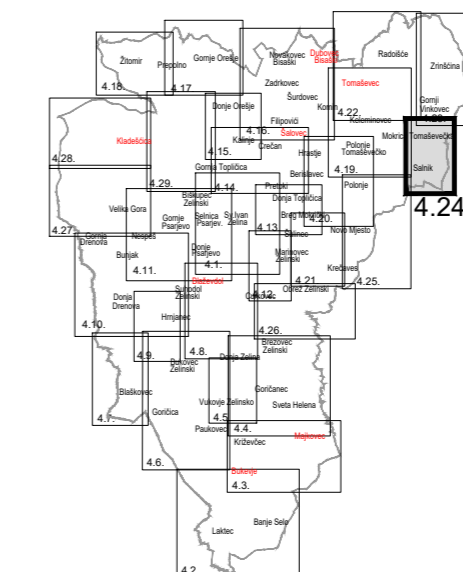 Žitomir
Prepolno
Gornje Orešje
Novakovec
Bisaški
Dubovec
Bisaški
Radoišće
Zrinšćina
4.18.
4.17
Zadrkovec
Šurdovec
Tomaševec
Komin
4.22
Gornji
Vinkovec
Donje Orešje
Kladešćica
Filipovići
4.16.
Šalovec
Keleminovec
Mokrica Tomaševečko
Kalinje
Crečan
Hrastje
Polonje
Tomaševečko
4.15.
4.28.
Gornja Topličica
Berislavec
4.19.
Salnik
4.29.
4.14.
Pretoki
Polonje
4.24
Biškupec
Zelinski
Donja Topličica
Velika Gora
Gornje
Psarjevo
Selnica
Psarjev.
Sv.Ivan
Zelina
4.20.
4.27.
Gornja
Drenova
Nespeš
4.13.
Šalinec
Novo Mjesto
Bunjak
Donje
Psarjevo
Marinovec
Zelinski
4.11.
4.1.
Krečaves
Blaževdol
4.21
4.25.
Suhodol
Zelinski
4.12.
Obrež Zelinski
Donja
Drenova
Hrnjanec
4.10.
4.26.
4.9.
4.8.
Brezovec
Zelinski
Donja Zelina
Bukovec
Zelinski
Blaškovec
Goričanec
Goričica
Vukovje Zelinsko
Sveta Helena
4.7.
4.5
Paukovec
4.4.
Križevčec
Majkovec
4.6.
Bukevje
4.3.
Banje Selo
Laktec
4.2